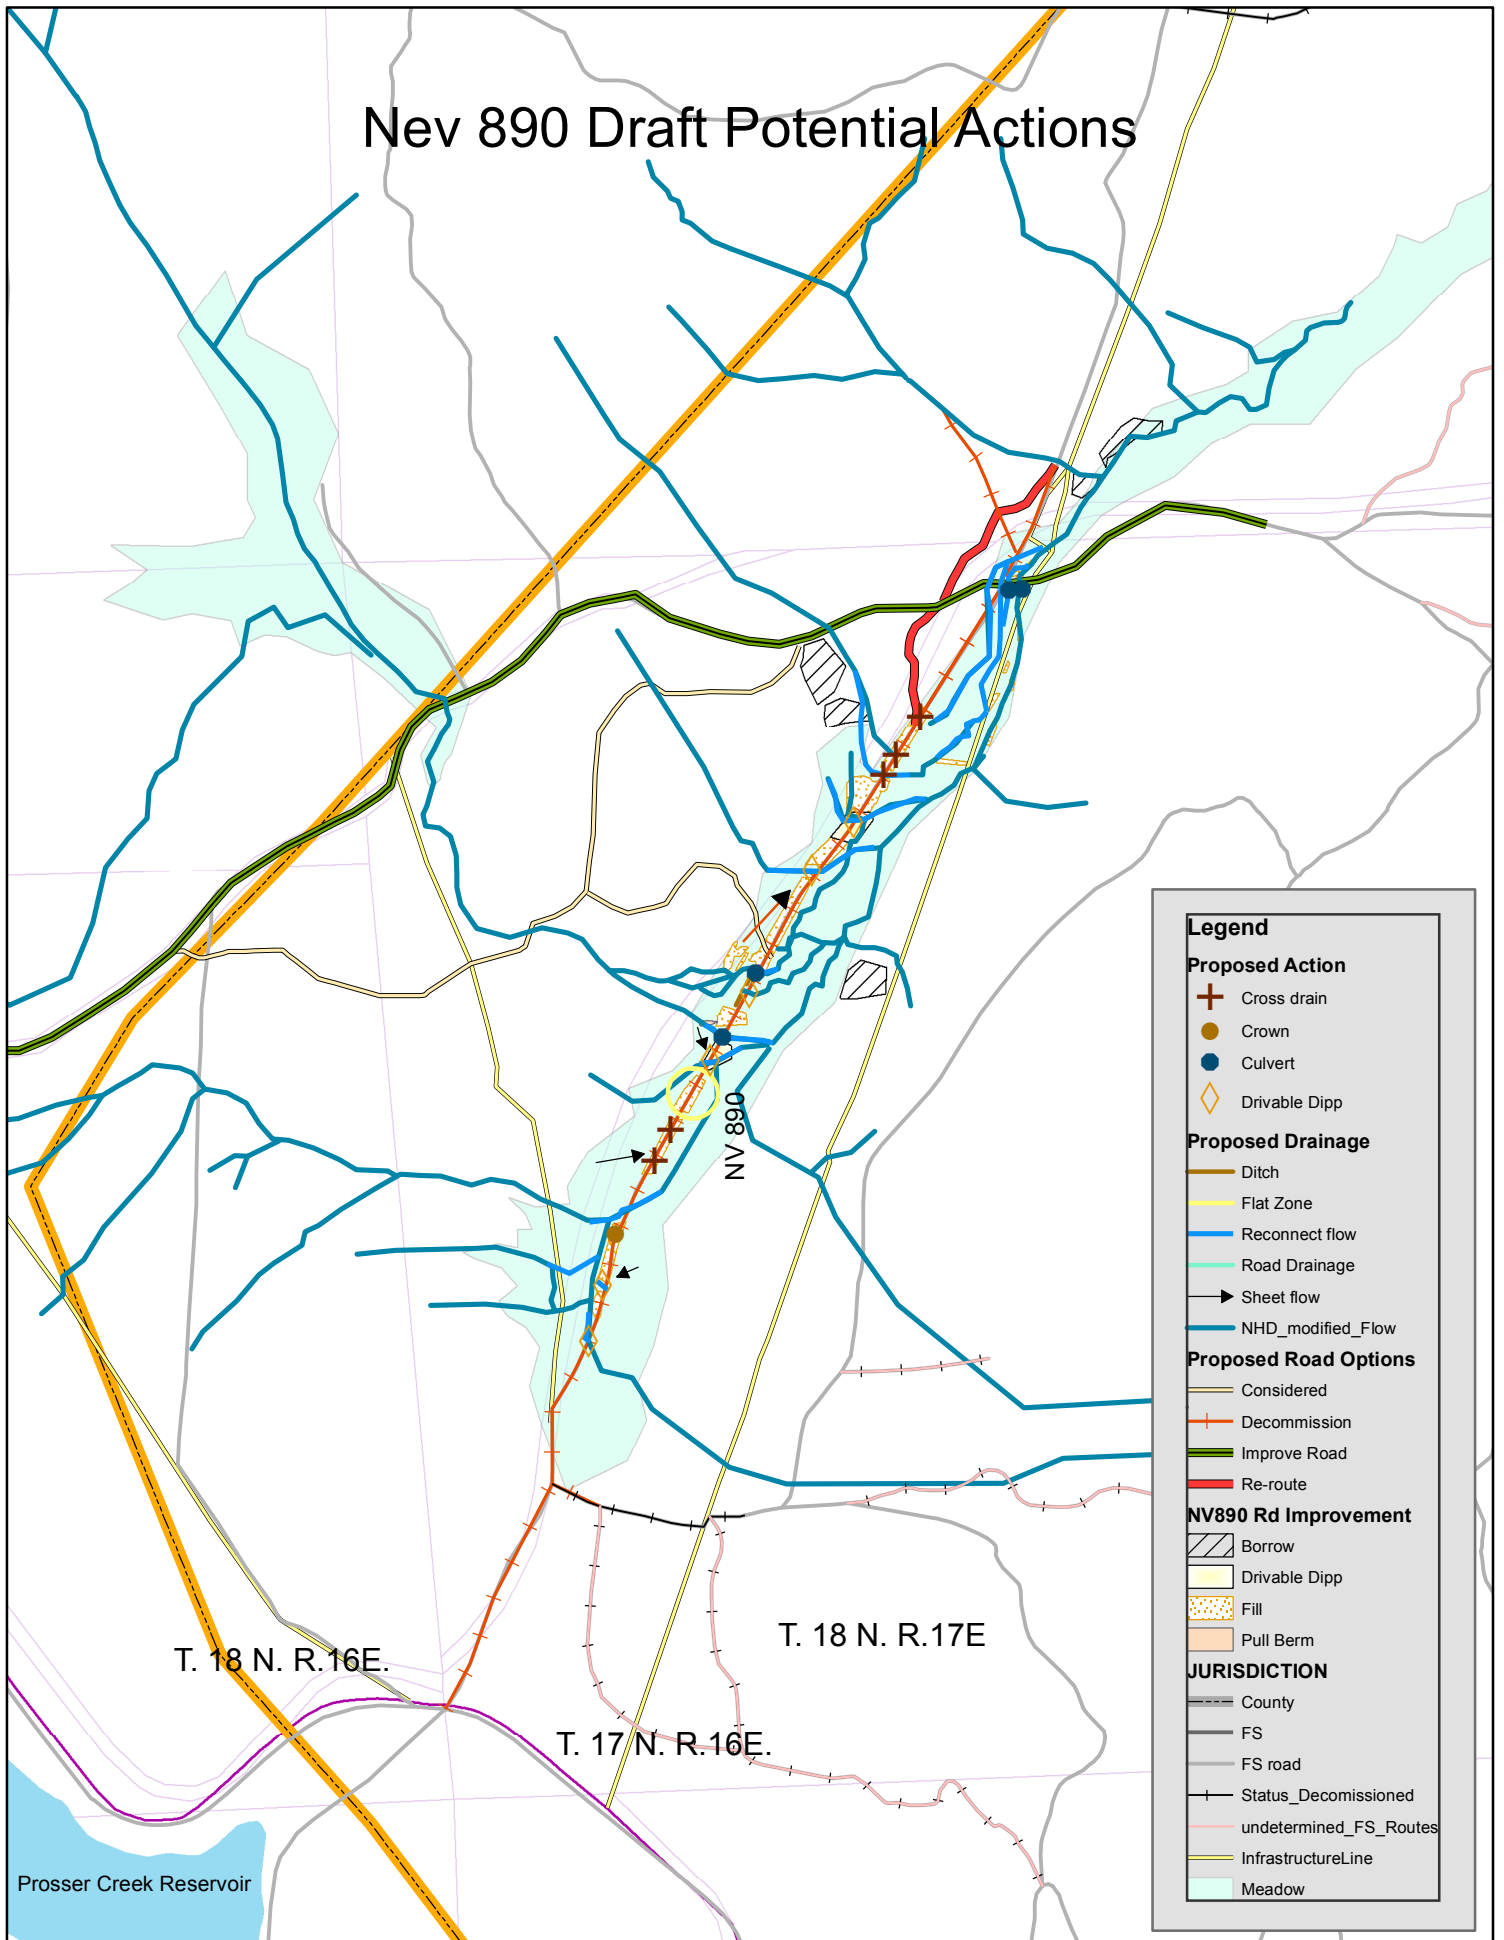 Nev 890 Draft Potential Actions
NV 890
T. 18 N. R.16E.
T. 18 N. R.17E
T. 17 N. R.16E.
Prosser Creek Reservoir
Legend
Proposed Action
Cross drain
Crown
Culvert
Drivable Dipp
Proposed Drainage
Ditch
Flat Zone
Reconnect flow
Road Drainage
Sheet flow
NHD_modified_Flow
Proposed Road Options
Considered
Decommission
Improve Road
Re-route
NV890 Rd Improvement
Borrow
Drivable Dipp
Fill
Pull Berm
JURISDICTION
County
FS
FS road
Status_Decomissioned
undetermined_FS_Routes
InfrastructureLine
Meadow